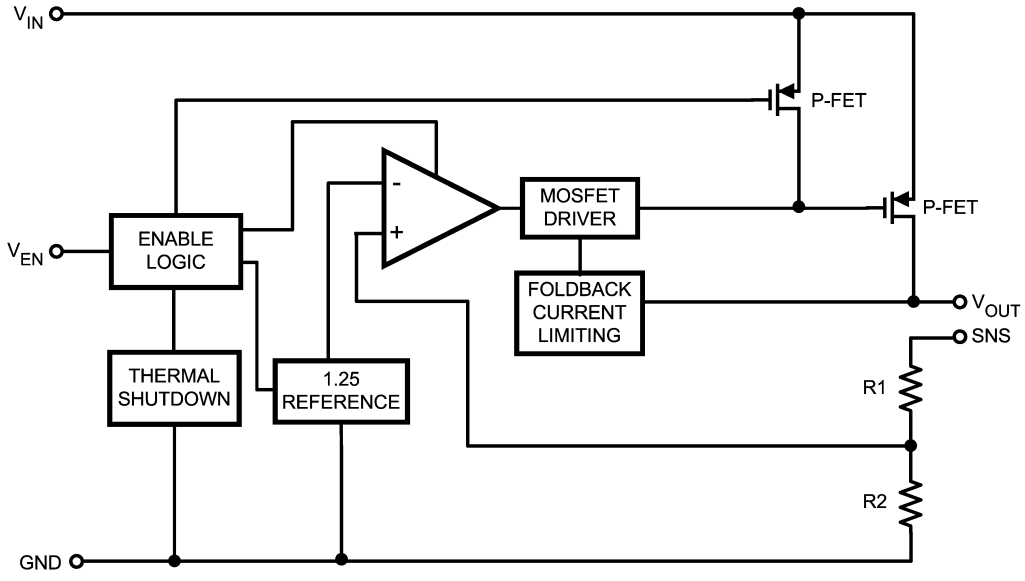 VIN
P-FET
MOSFET
DRIVER
P-FET
-
+
ENABLE
LOGIC
VEN
FOLDBACK
CURRENT
LIMITING
VOUT
SNS
THERMAL
SHUTDOWN
1.25
REFERENCE
R1
R2
GND